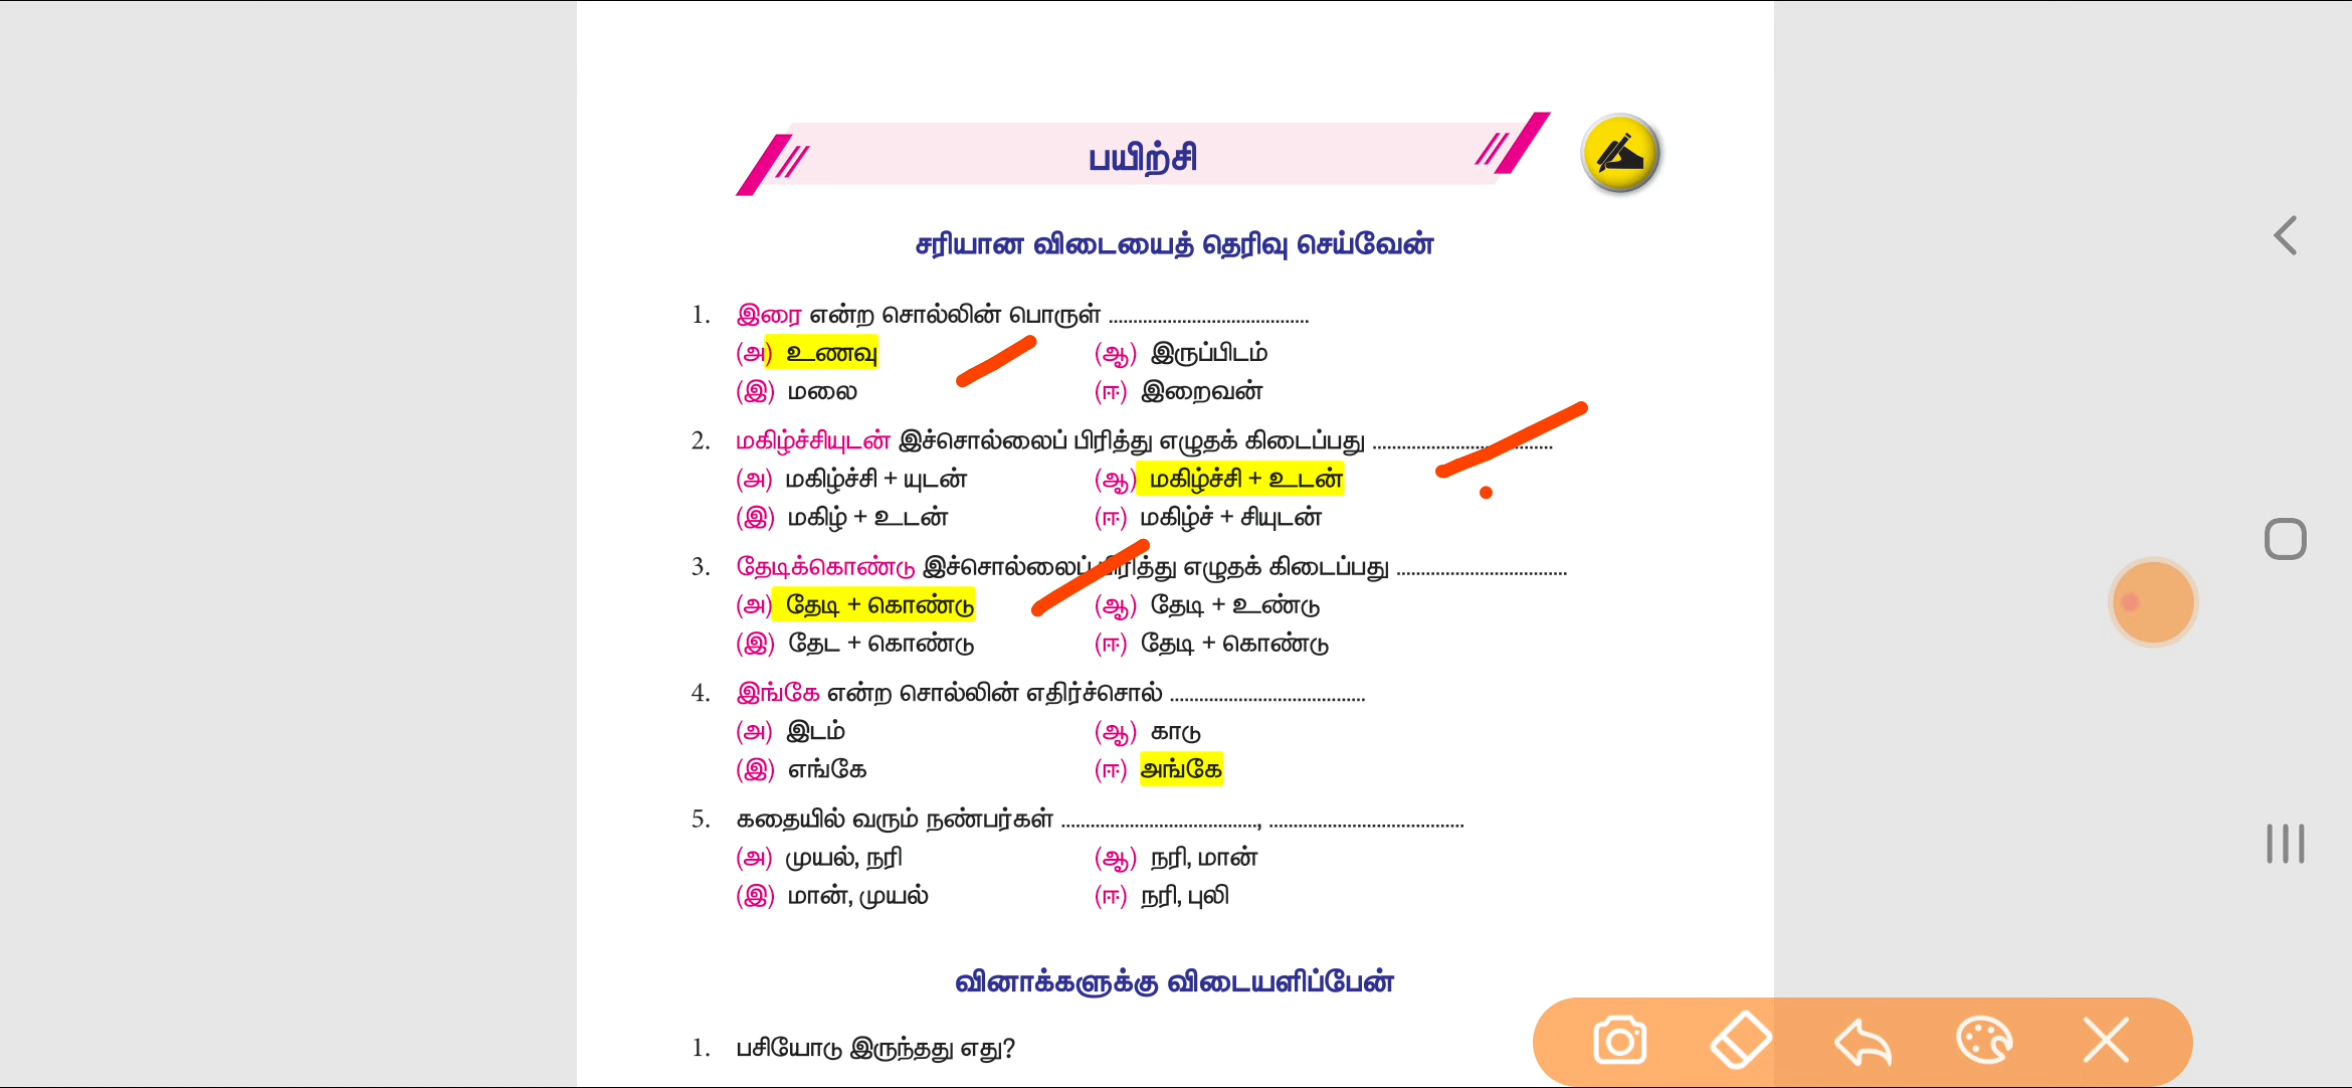 பயிற்சி
சரியான விடையைத் தெரிவு செய்வேன்
1. இரை என்ற சொல்லின் பொருள் ........................................
(அ) உணவு (ஆ) இருப்பிடம்
(இ) மலை (ஈ) இறைவன்
2. மகிழ்ச்சியுடன் இச்சொல்லைப் பிரித்து எழுதக் கிடைப்பது ....................................
(அ) மகிழ்ச்சி + யுடன் (ஆ) மகிழ்ச்சி + உடன்
(இ) மகிழ் + உடன் (ஈ) மகிழ்ச் + சியுடன்
3. தேடிக்கொண்டு இச்சொல்லைப் பிரித்து எழுதக் கிடைப்பது ..................................
(அ) தேடி + கொண்டு (ஆ) தேடி + உண்டு
(இ) தேட + கொண்டு (ஈ) தேடி + கொண்டு
4. இங்கே என்ற சொல்லின் எதிர்ச்சொல் .......................................
(அ) இடம் (ஆ) காடு
(இ) எங்கே (ஈ) அங்கே
5. கதையில் வரும் நண்பர்கள் ......................................., .......................................
(அ) முயல், நரி (ஆ) நரி, மான்
(இ) மான், முயல் (ஈ) நரி, புலி
வினாக்களுக்கு விடையளிப்பேன்
1. பசியோடு இருந்தது எது?